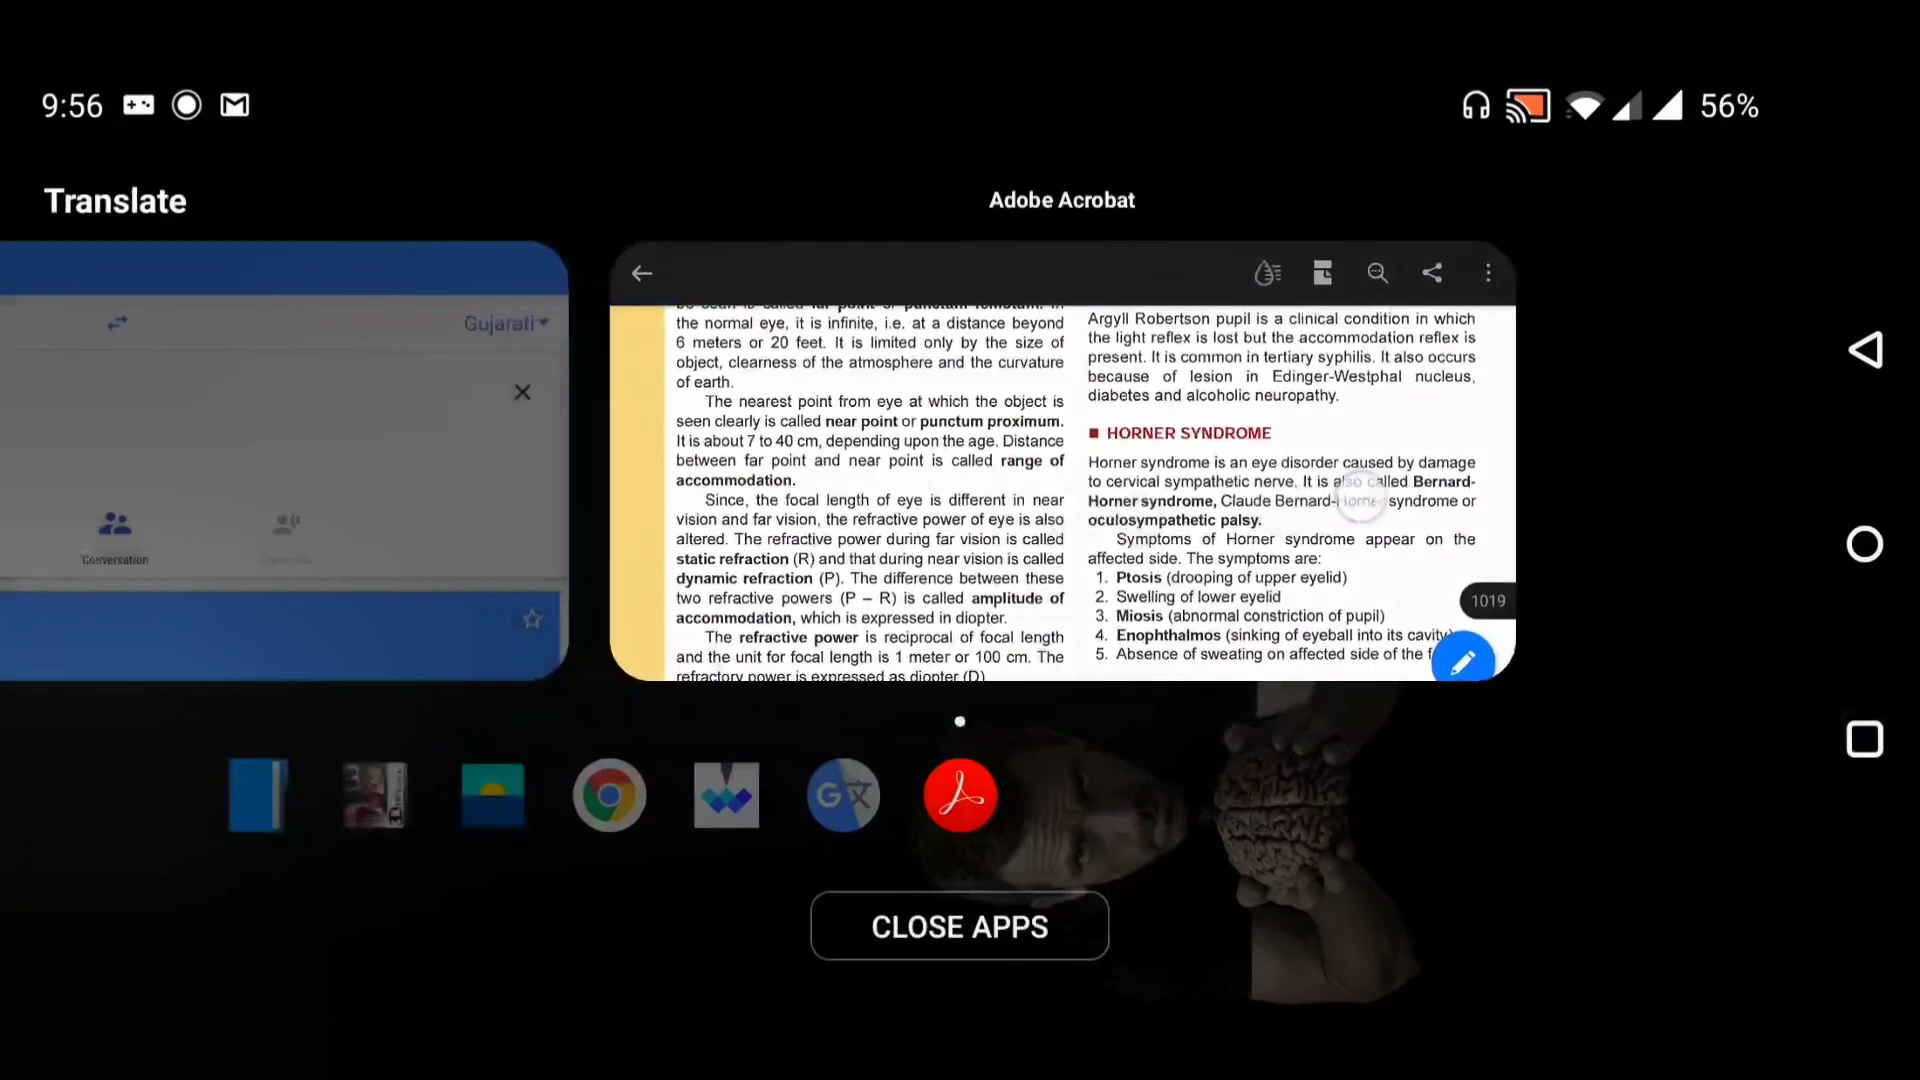 9:56
56%
Translate
Adobe Acrobat
Gujarati
Conversation
the normal eye, it is infinite, i.e. at a distance beyond
6 meters or 20 feet. It is limited only by the size of
object, clearness of the atmosphere and the curvature
of earth.
The nearest point from eye at which the object is
seen clearly is called near point or punctum proximum.
It is about 7 to 40 cm, depending upon the age. Distance
between far point and near point is called range of
accommodation.
Since, the focal length of eye is different in near
vision and far vision, the refractive power of eye is also
altered. The refractive power during far vision is called
static refraction (R) and that during near vision is called
dynamic refraction (P). The difference between these
two refractive powers (P – R) is called amplitude of
accommodation, which is expressed in diopter.
The refractive power is reciprocal of focal length
and the unit for focal length is 1 meter or 100 cm. The
refractory power is expressed as diopter (D)
Argyll Robertson pupil is a clinical condition in which
the light reflex is lost but the accommodation reflex is
present. It is common in tertiary syphilis. It also occurs
because of lesion in Edinger-Westphal nucleus,
diabetes and alcoholic neuropathy.
HORNER SYNDROME
Horner syndrome is an eye disorder caused by damage
to cervical sympathetic nerve. It is also called Bernard-
Horner syndrome, Claude Bernard-Horner syndrome or
oculosympathetic palsy.
Symptoms of Horner syndrome appear on the
affected side. The symptoms are:
1. Ptosis (drooping of upper eyelid)
2. Swelling of lower eyelid
3. Miosis (abnormal constriction of pupil)
4. Enophthalmos (sinking of eyeball into its cavity)
5. Absence of sweating on affected side of the
1019
CLOSE APPS